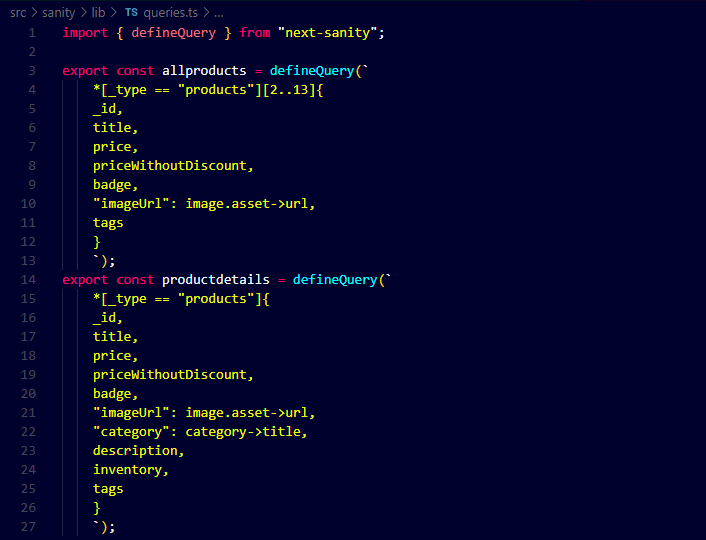 src > sanity > lib > TS queries.ts > ...
1 import { defineQuery } from "next-sanity";
2
3 export const allproducts = defineQuery(`
4     *[_type == "products"][2..13]{
5     _id,
6     title,
7     price,
8     priceWithoutDiscount,
9     badge,
10     "imageUrl": image.asset->url,
11     tags
12     }
13     `);
14 export const productdetails = defineQuery(`
15     *[_type == "products"]{
16     _id,
17     title,
18     price,
19     priceWithoutDiscount,
20     badge,
21     "imageUrl": image.asset->url,
22     "category": category->title,
23     description,
24     inventory,
25     tags
26     }
27     `);